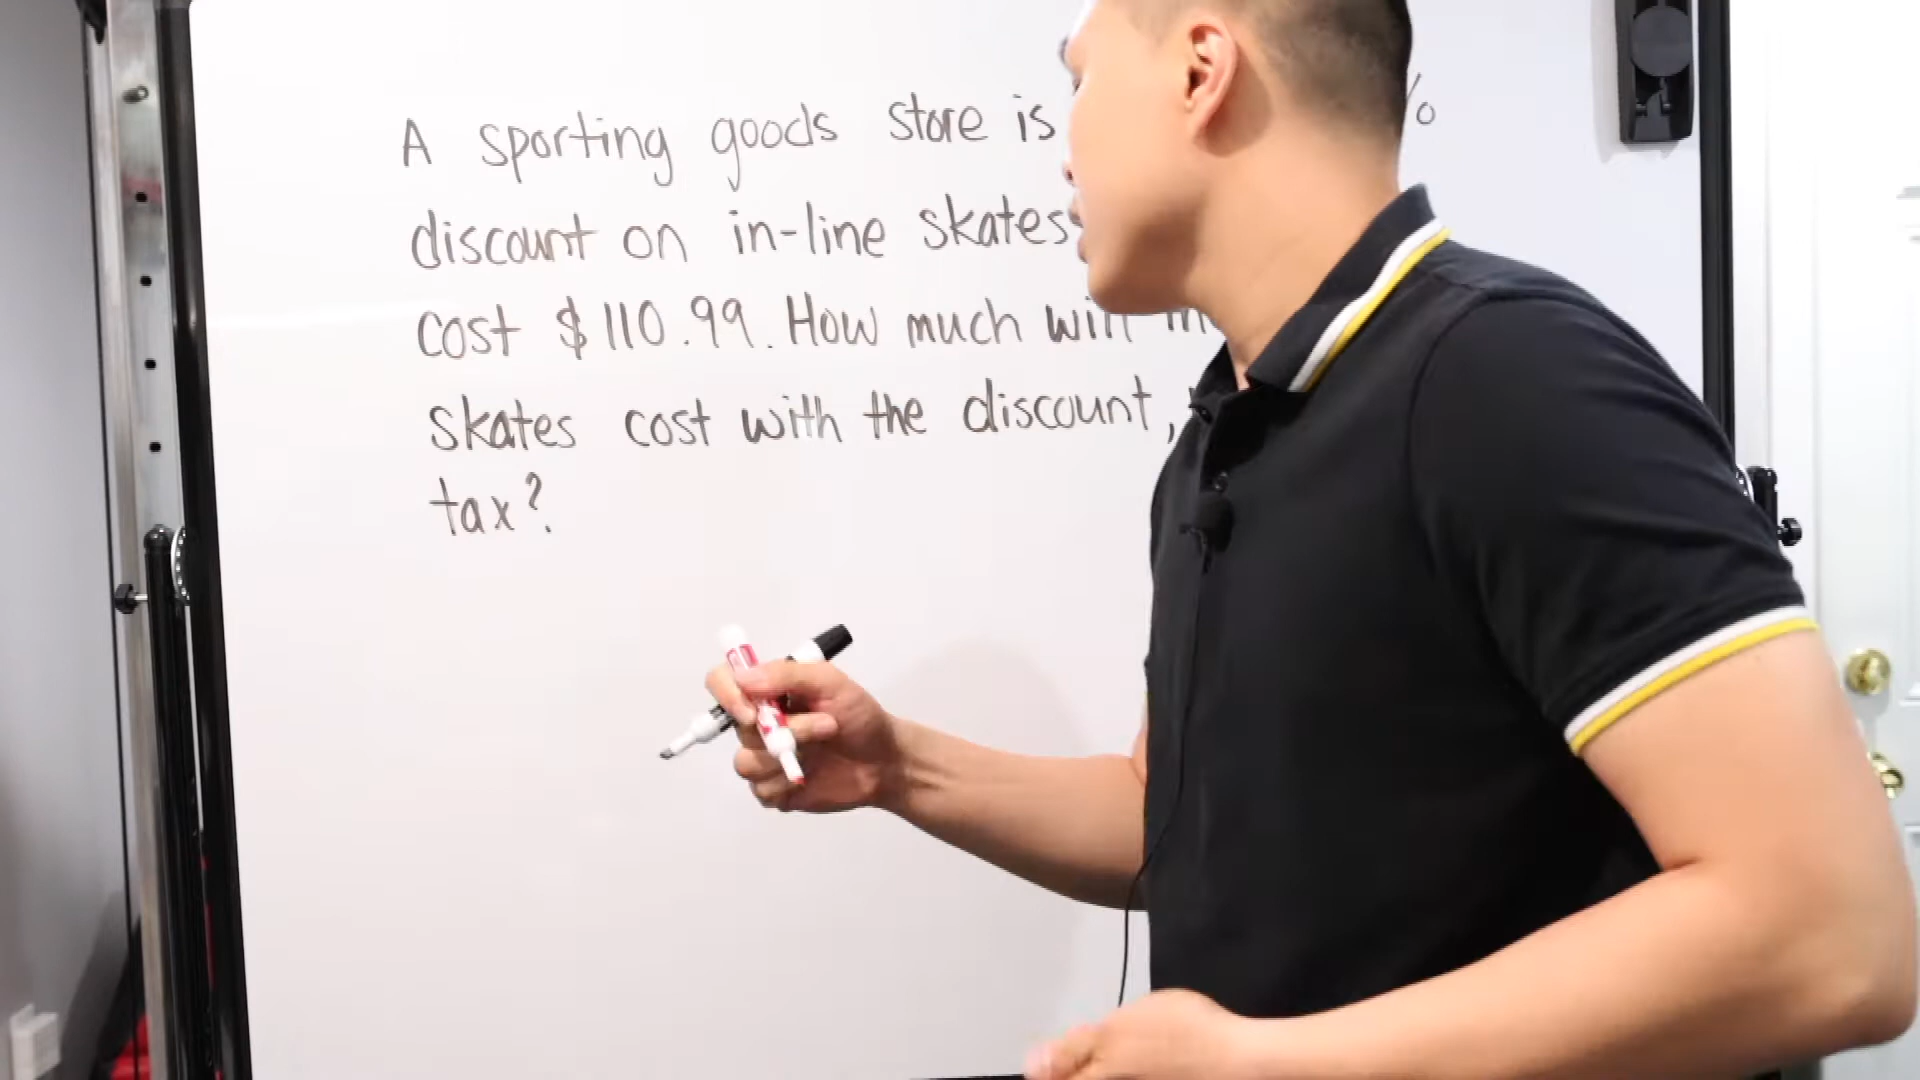 A sporting goods store is %
discount on in-line skates
cost $110.99. How much will
skates cost with the discount,
tax?